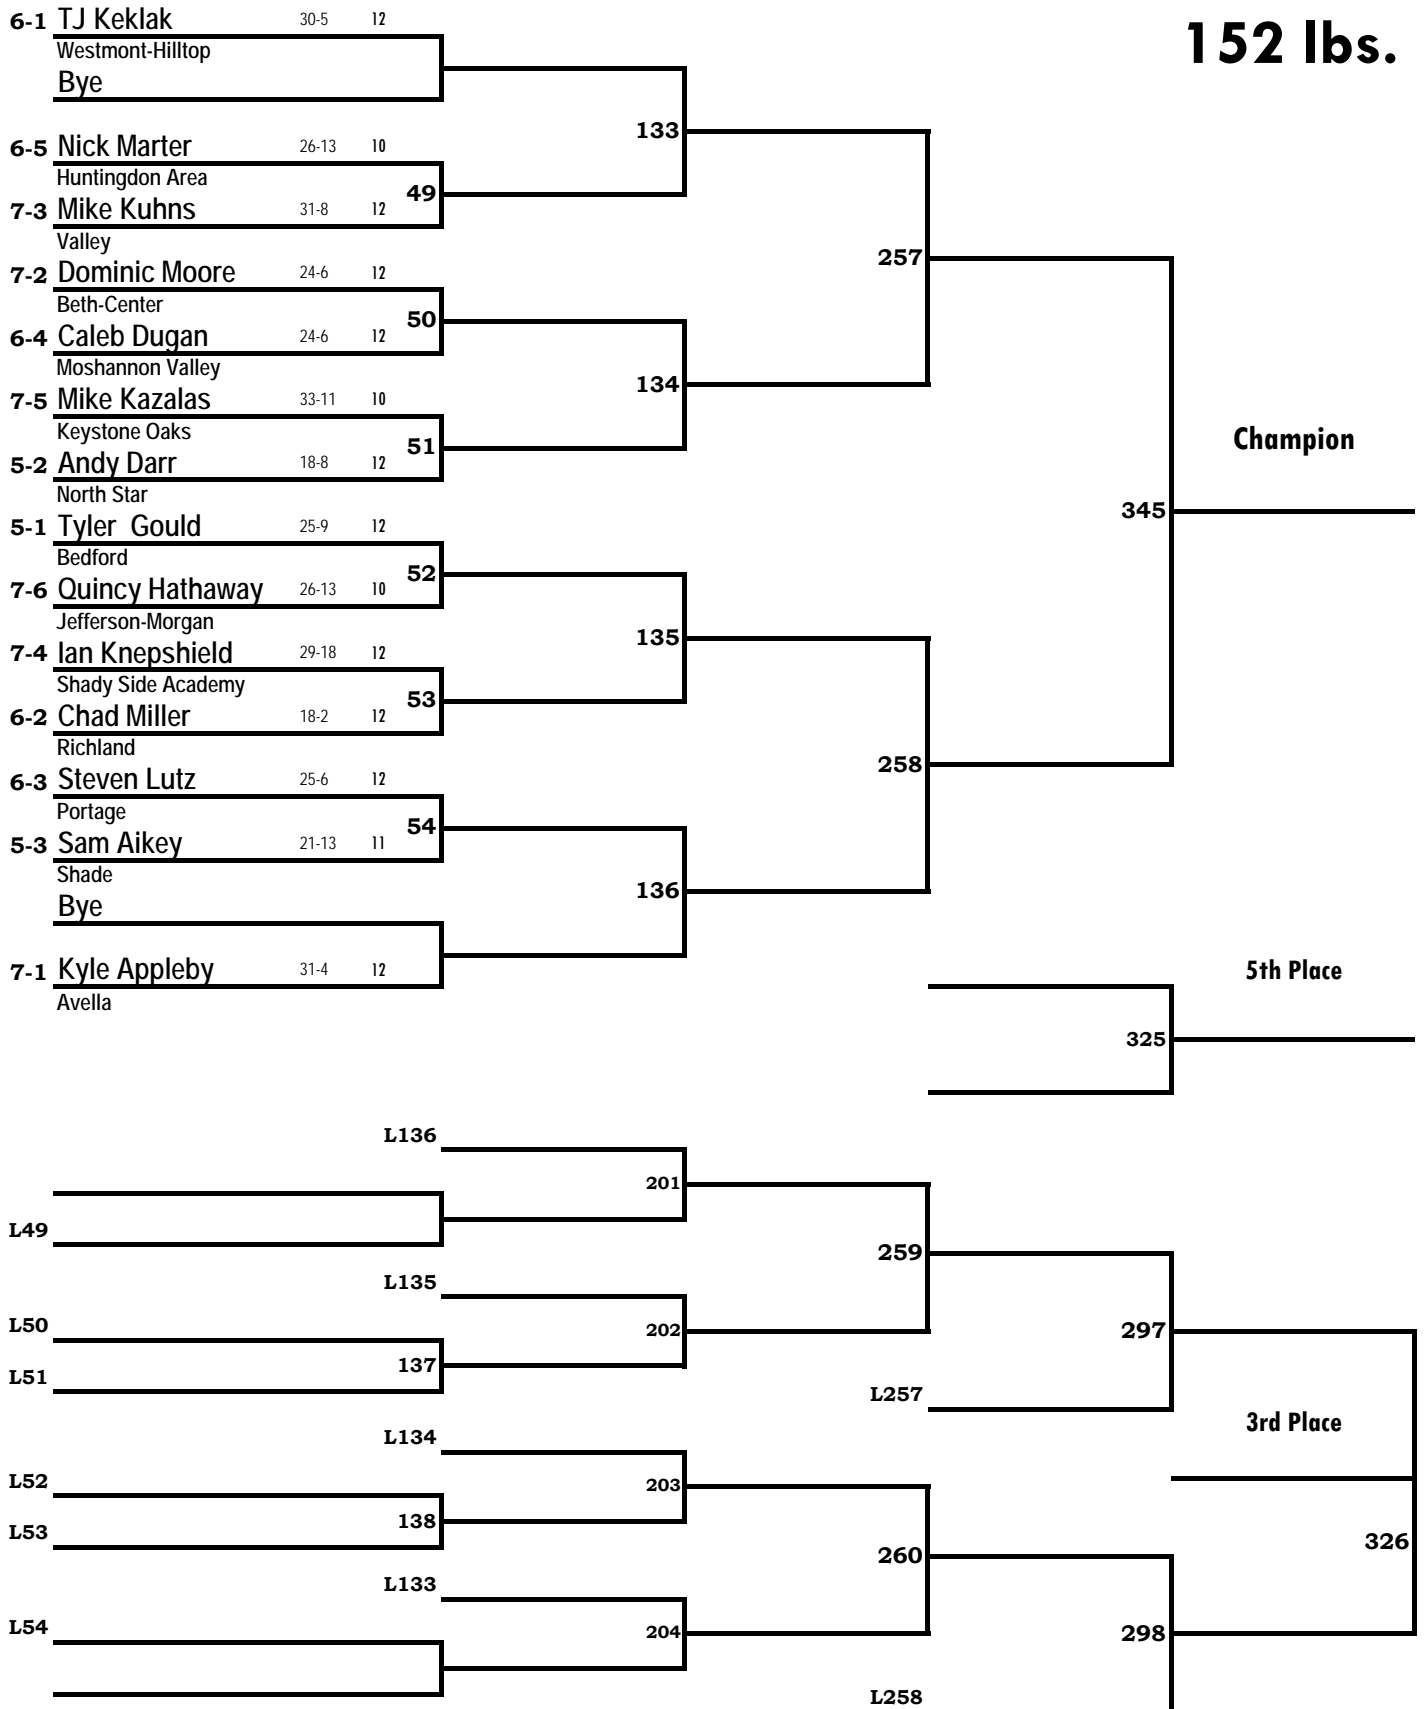 152 lbs.
6-1 TJ Keklak 30-5 12
Westmont-Hilltop
Bye
133
6-5 Nick Marter 26-13 10
Huntingdon Area
49
7-3 Mike Kuhns 31-8 12
Valley
257
7-2 Dominic Moore 24-6 12
Beth-Center
50
6-4 Caleb Dugan 24-6 12
Moshannon Valley
134
7-5 Mike Kazalas 33-11 10
Keystone Oaks
51
Champion
5-2 Andy Darr 18-8 12
North Star
345
5-1 Tyler Gould 25-9 12
Bedford
52
7-6 Quincy Hathaway 26-13 10
Jefferson-Morgan
135
7-4 Ian Knepshield 29-18 12
Shady Side Academy
53
6-2 Chad Miller 18-2 12
Richland
258
6-3 Steven Lutz 25-6 12
Portage
54
5-3 Sam Aikey 21-13 11
Shade
136
Bye
7-1 Kyle Appleby 31-4 12
Avella
5th Place
325
L136
201
L49
259
L135
L50
202
297
137
L51
L257
L134
3rd Place
L52
203
138
L53
326
260
L133
L54
204
298
L258